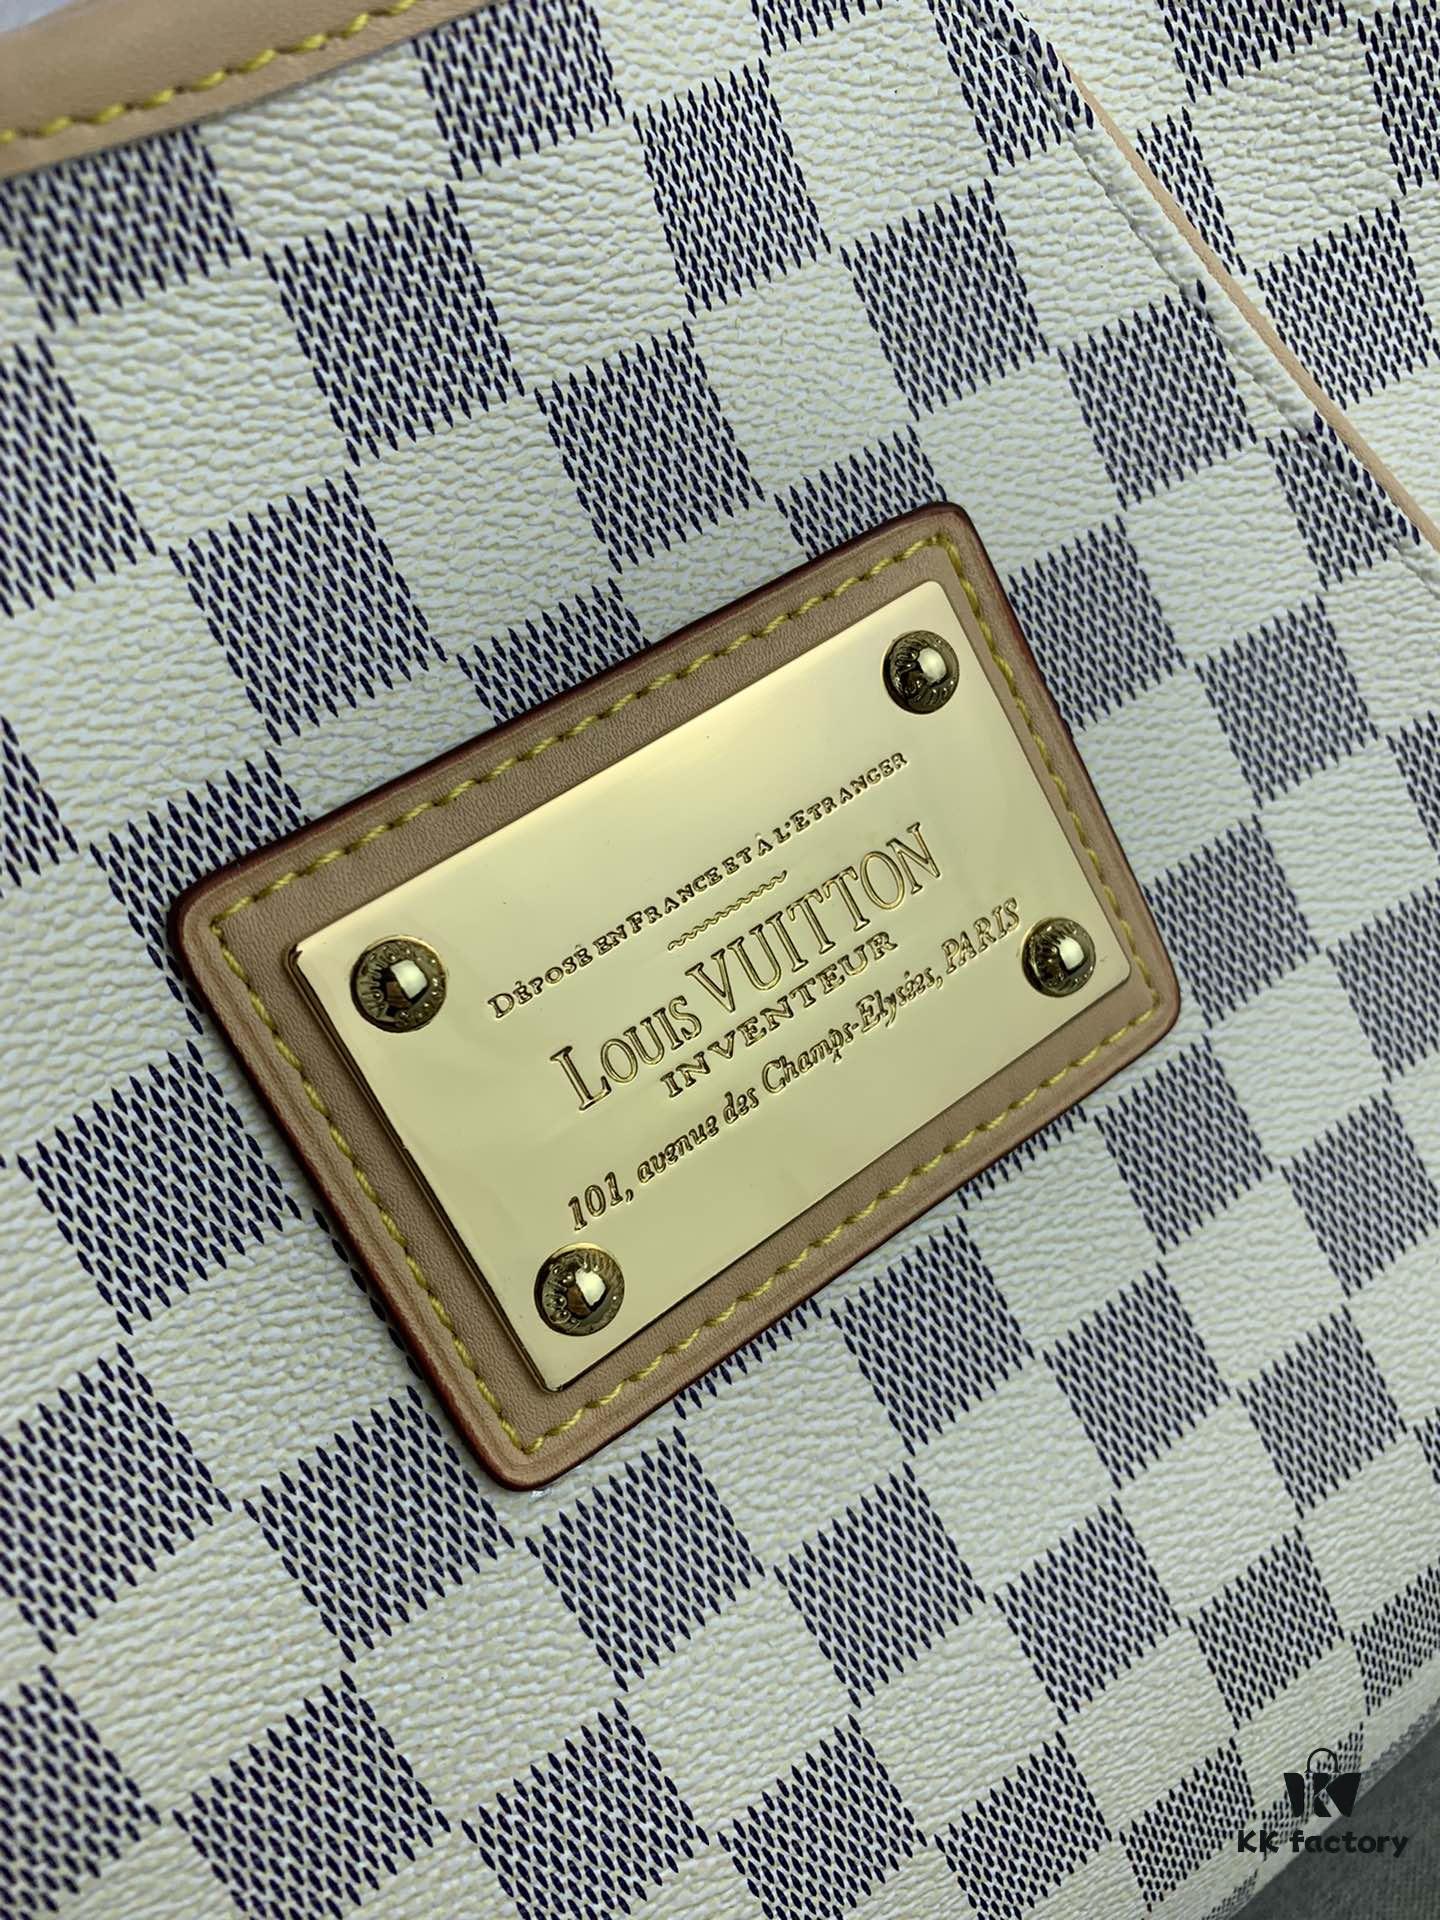 DÉPOSÉ EN FRANCE ET À L'ETRANGER
LOUIS VUITTON
INVENTEUR
101, avenue des Champs-Elysées, PARIS
KK factory